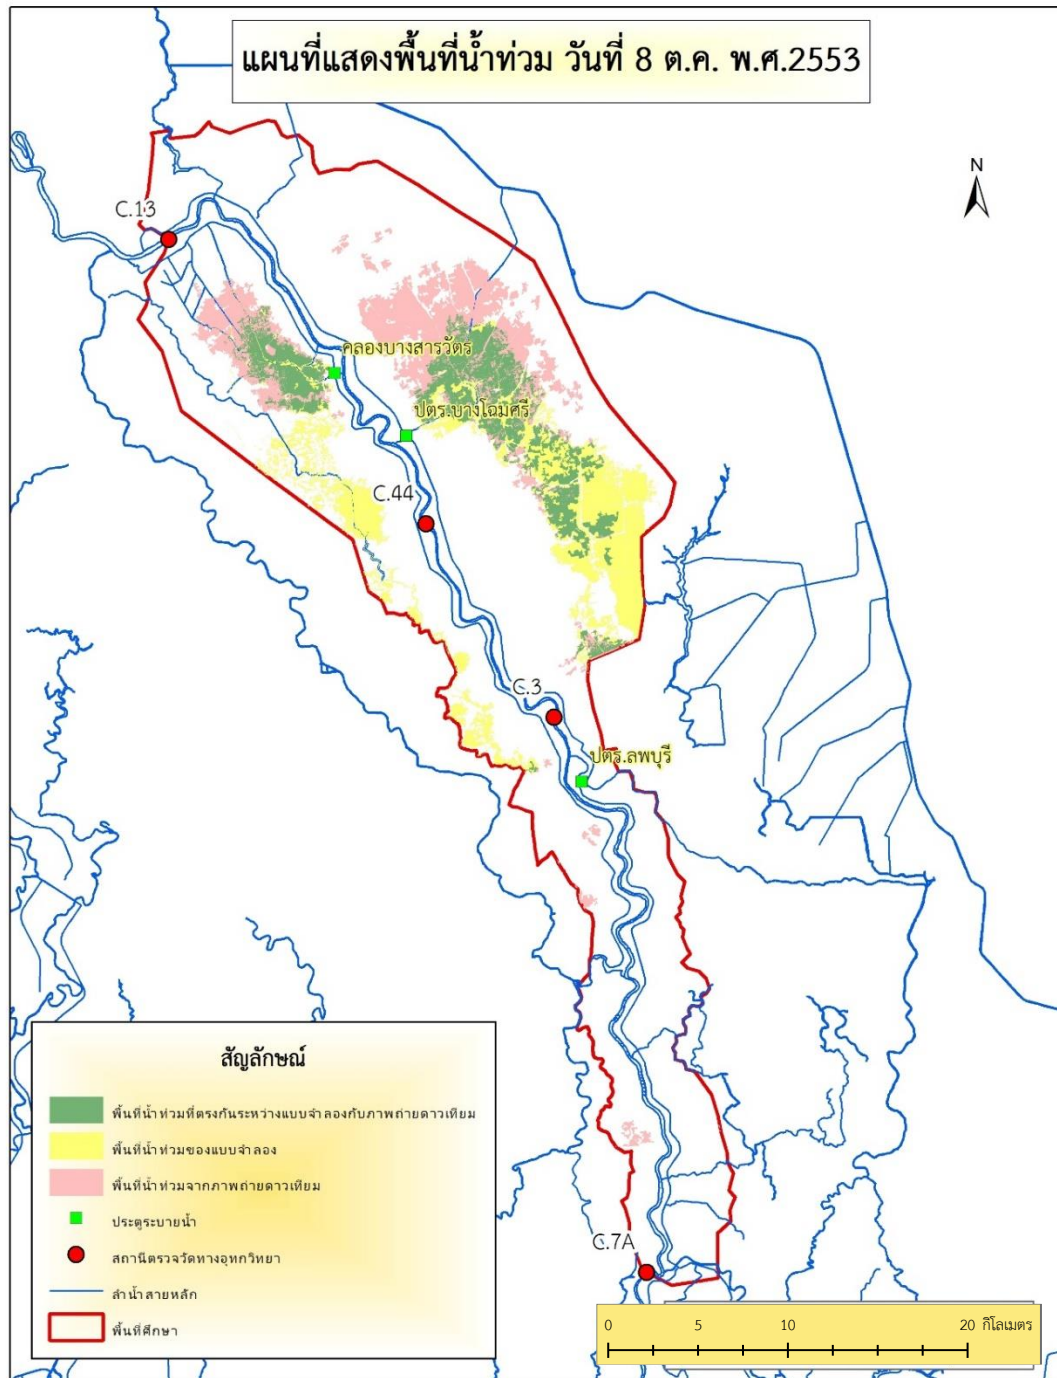 แผนที่แสดงพื้นที่น้ำท่วม วันที่ 8 ต.ค. พ.ศ.2553
N
C.13
คลองบางสารวัตร
ปตร.บางโฉมศรี
C.44
C.3
ปตร.ลพบุรี
C.7A
สัญลักษณ์
พื้นที่น้ำท่วมที่ตรงกันระหว่างแบบจำลองกับภาพถ่ายดาวเทียม
พื้นที่น้ำท่วมของแบบจำลอง
พื้นที่น้ำท่วมจากภาพถ่ายดาวเทียม
ประตูระบายน้ำ
สถานีตรวจวัดทางอุทกวิทยา
ลำน้ำสายหลัก
พื้นที่ศึกษา
0 5 10 20 กิโลเมตร